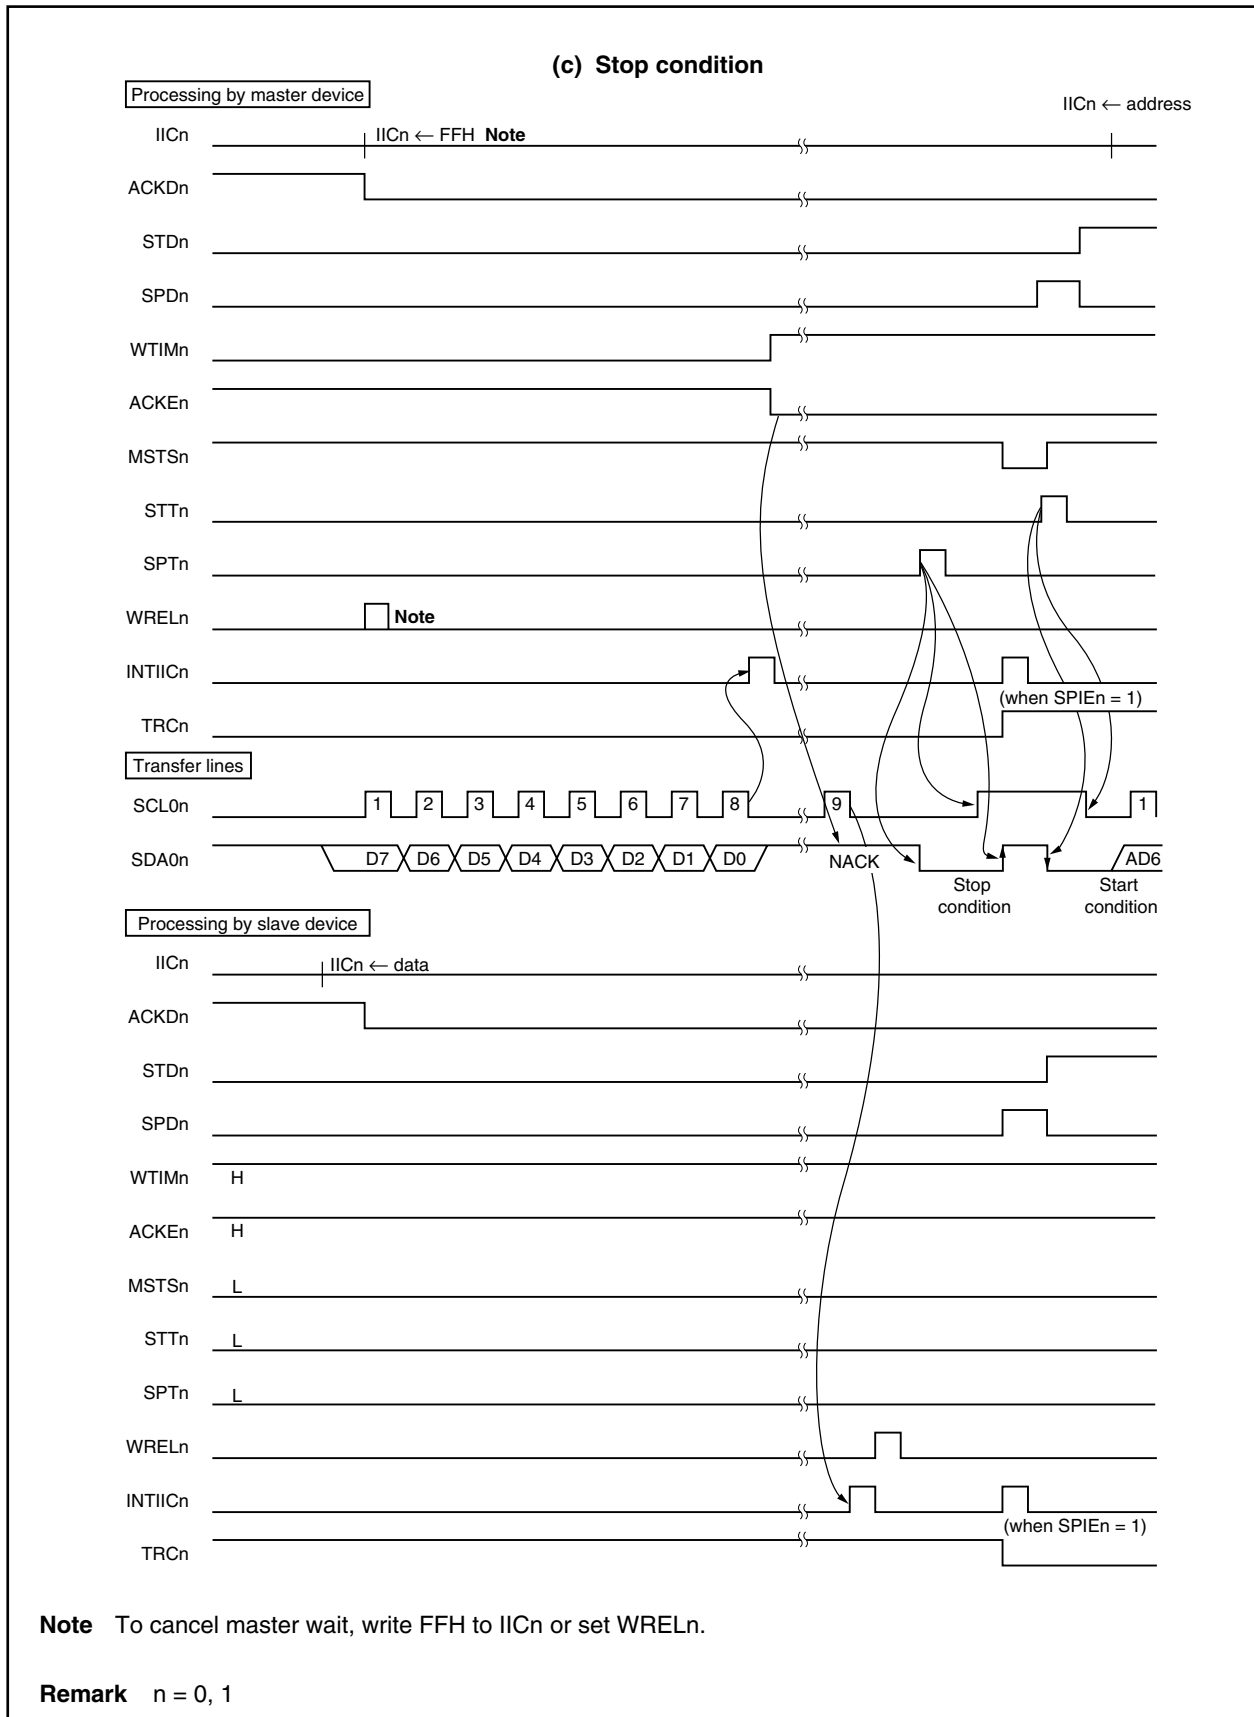 (c) Stop condition
Processing by master device
IICn ← address
IICn
IICn ← FFH Note
ACKDn
STDn
SPDn
WTIMn
ACKEn
MSTSn
STTn
SPTn
WRELn
Note
INTIICn
(when SPIEn = 1)
TRCn
Transfer lines
SCL0n
1 2 3 4 5 6 7 8 9 1
SDA0n
D7 D6 D5 D4 D3 D2 D1 D0 NACK AD6
Stop condition
Start condition
Processing by slave device
IICn
IICn ← data
ACKDn
STDn
SPDn
WTIMn H
ACKEn H
MSTSn L
STTn L
SPTn L
WRELn
INTIICn
(when SPIEn = 1)
TRCn
Note To cancel master wait, write FFH to IICn or set WRELn.
Remark n = 0, 1